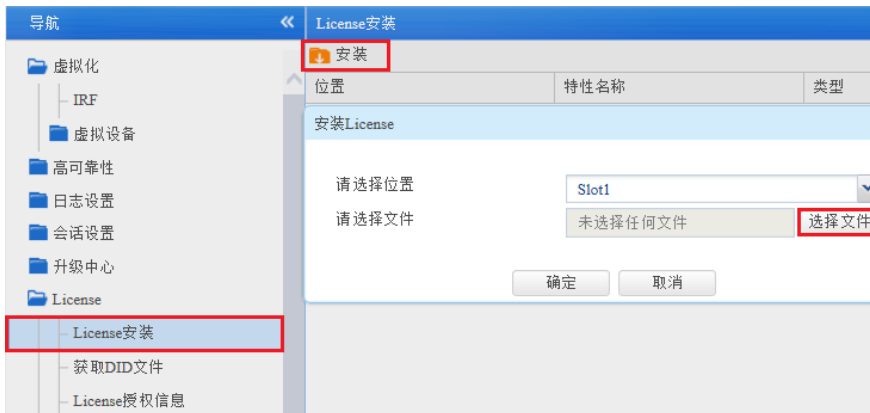 导航
虚拟化
IRF
虚拟设备
高可靠性
日志设置
会话设置
升级中心
License
License安装
获取DID文件
License授权信息
License安装
安装
位置 特性名称 类型
安装License
请选择位置 Slot1
请选择文件 未选择任何文件 选择文件
确定 取消